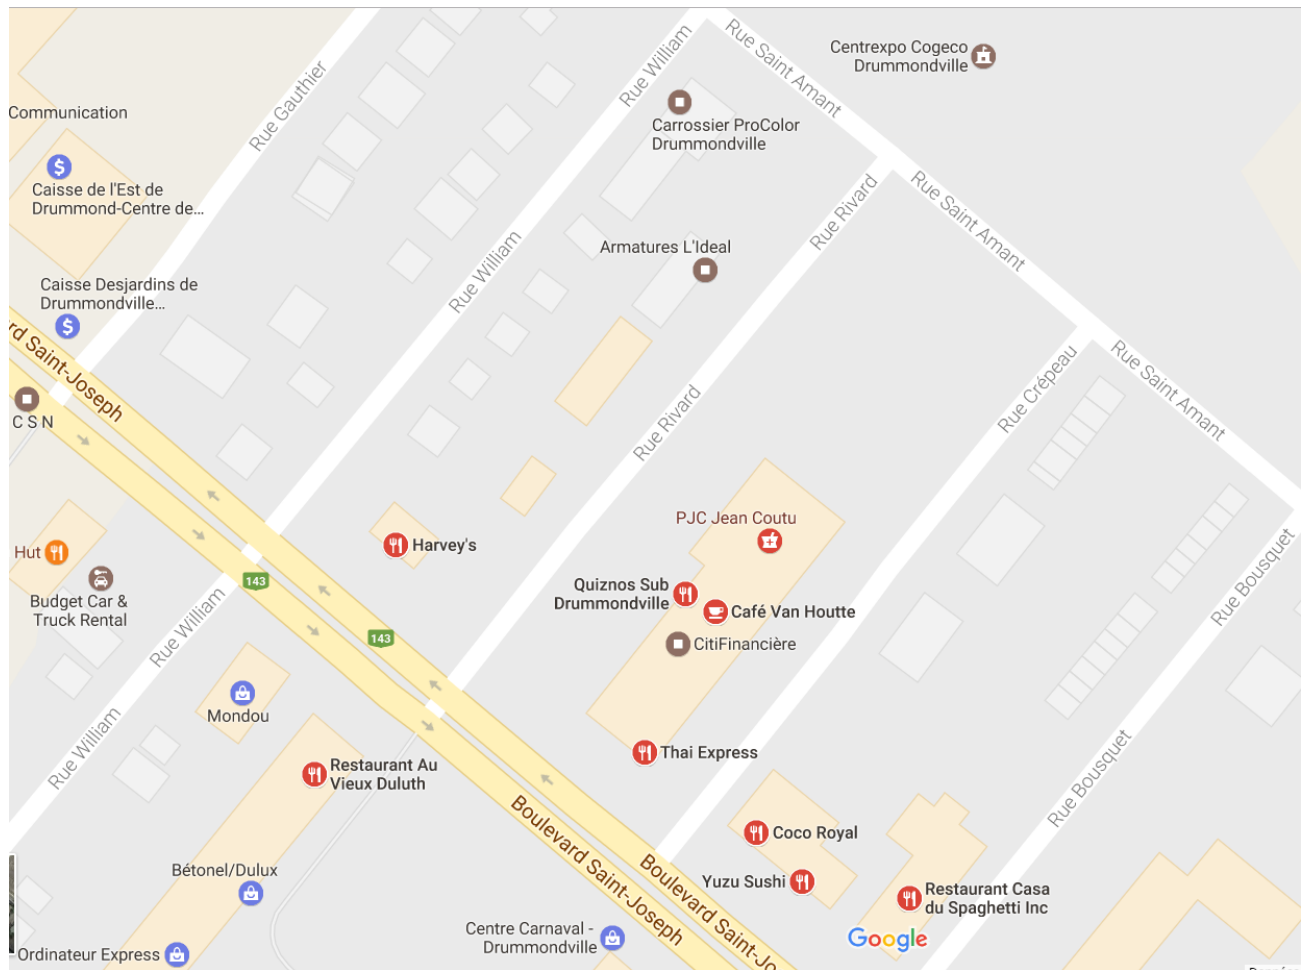 Centrexpo Cogeco
Drummondville
Rue Saint Amant
Rue William
Rue Gauthier
Communication
Carrossier ProColor
Drummondville
Caisse de l'Est de
Drummond-Centre de...
Rue Saint Amant
Rue Rivard
Rue William
Armatures L'Ideal
Caisse Desjardins de
Drummondville...
rd Saint-Joseph
Rue Saint Amant
Rue Crépeau
Rue Rivard
C S N
PJC Jean Coutu
Harvey's
Hut
143
Rue Bousquet
Quiznos Sub
Drummondville
Café Van Houtte
Budget Car &
Truck Rental
Rue William
143
CitiFinancière
Mondou
Rue William
Thai Express
Restaurant Au
Vieux Duluth
Rue Bousquet
Coco Royal
Boulevard Saint-Joseph
Boulevard Saint-Jo
Bétonel/Dulux
Yuzu Sushi
Restaurant Casa
du Spaghetti Inc
Centre Carnaval -
Drummondville
Google
Ordinateur Express